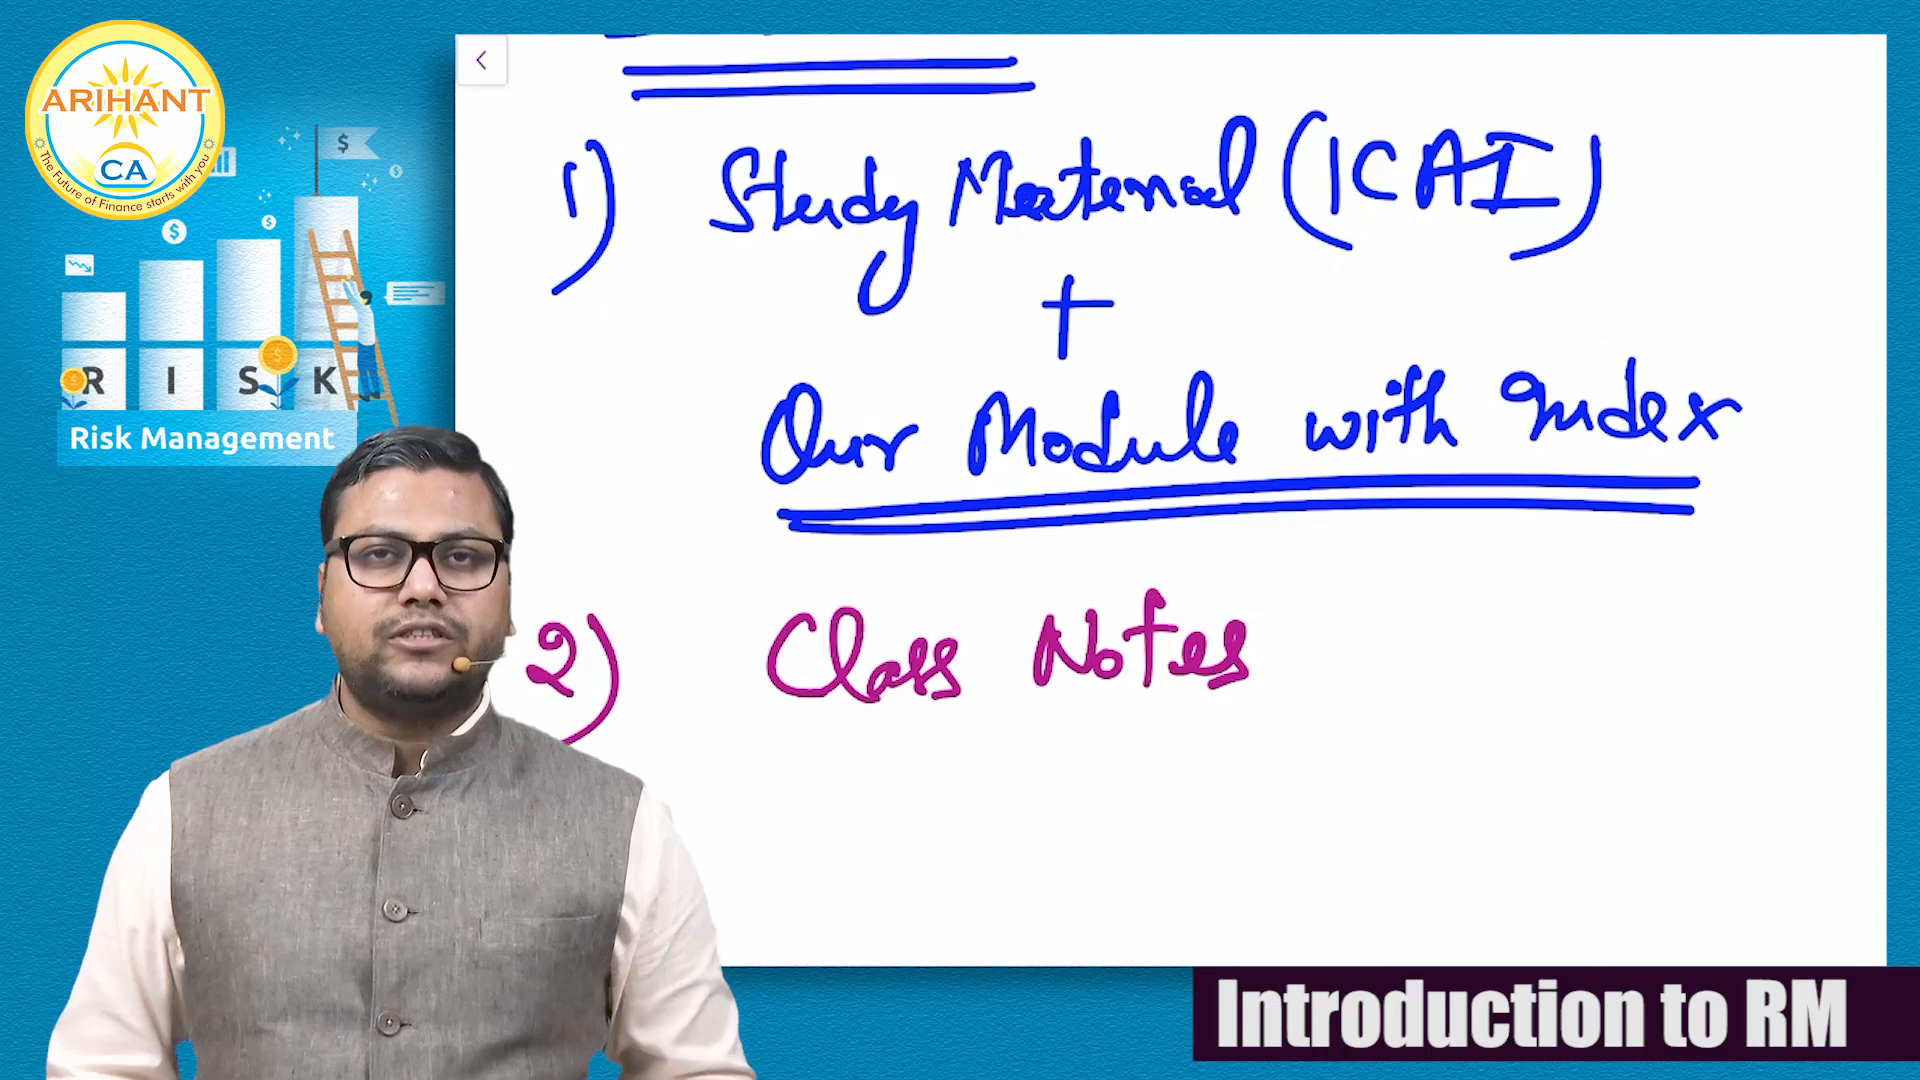 ARIHANT
CA
The Future of Finance starts with you
R I S K
Risk Management
1) Study Material (ICAI)
+
Our Module with Index
2) Class Notes
Introduction to RM